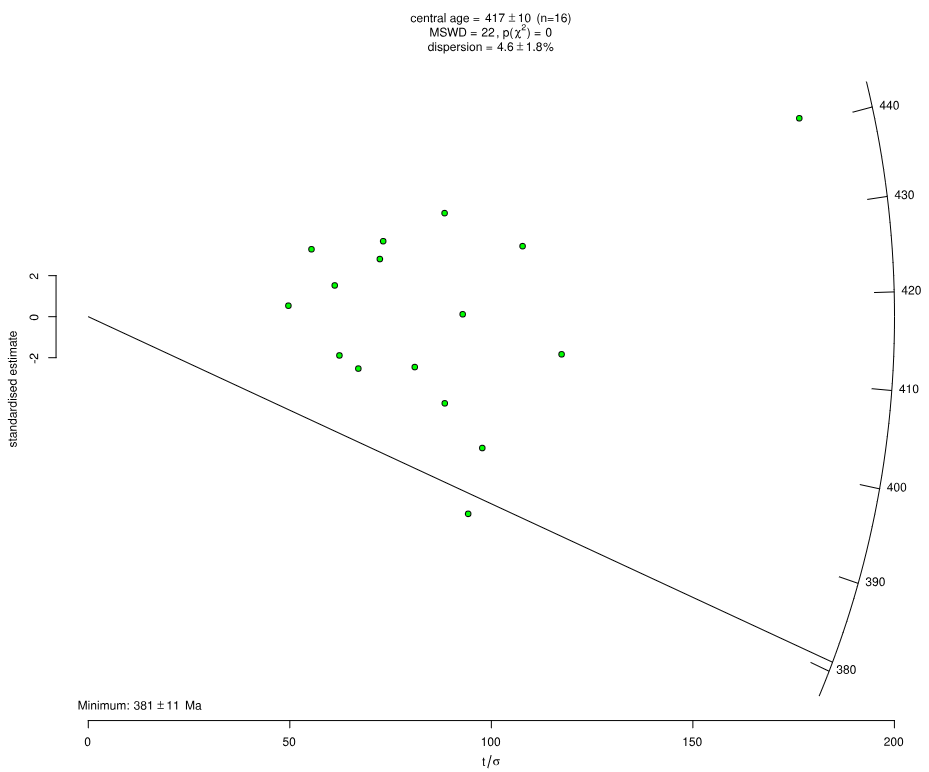 central age = 417 ± 10 (n=16)
MSWD = 22, p(χ²) = 0
dispersion = 4.6 ± 1.8%
440
430
420
410
400
390
380
2
0
-2
standardised estimate
Minimum: 381 ± 11 Ma
0 50 100 150 200
t/σ